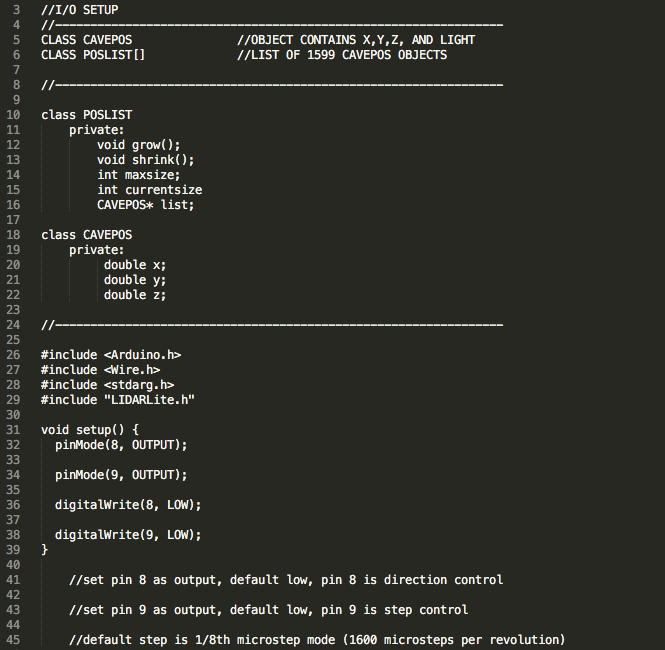 3 //I/O SETUP
4 //----------------------------------------------------------------
5 CLASS CAVEPOS //OBJECT CONTAINS X,Y,Z, AND LIGHT
6 CLASS POSLIST[] //LIST OF 1599 CAVEPOS OBJECTS
7
8 //----------------------------------------------------------------
9
10 class POSLIST
11 private:
12 void grow();
13 void shrink();
14 int maxsize;
15 int currentsize
16 CAVEPOS* list;
17
18 class CAVEPOS
19 private:
20 double x;
21 double y;
22 double z;
23
24 //----------------------------------------------------------------
25
26 #include <Arduino.h>
27 #include <Wire.h>
28 #include <stdarg.h>
29 #include "LIDARLite.h"
30
31 void setup() {
32 pinMode(8, OUTPUT);
33
34 pinMode(9, OUTPUT);
35
36 digitalWrite(8, LOW);
37
38 digitalWrite(9, LOW);
39 }
40
41 //set pin 8 as output, default low, pin 8 is direction control
42
43 //set pin 9 as output, default low, pin 9 is step control
44
45 //default step is 1/8th microstep mode (1600 microsteps per revolution)